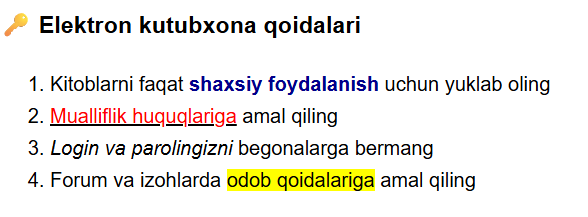 🔑 Elektron kutubxona qoidalari
1. Kitoblarni faqat shaxsiy foydalanish uchun yuklab oling
2. Mualliflik huquqlariga amal qiling
3. Login va parolingizni begonalarga bermang
4. Forum va izohlarda odob qoidalariga amal qiling